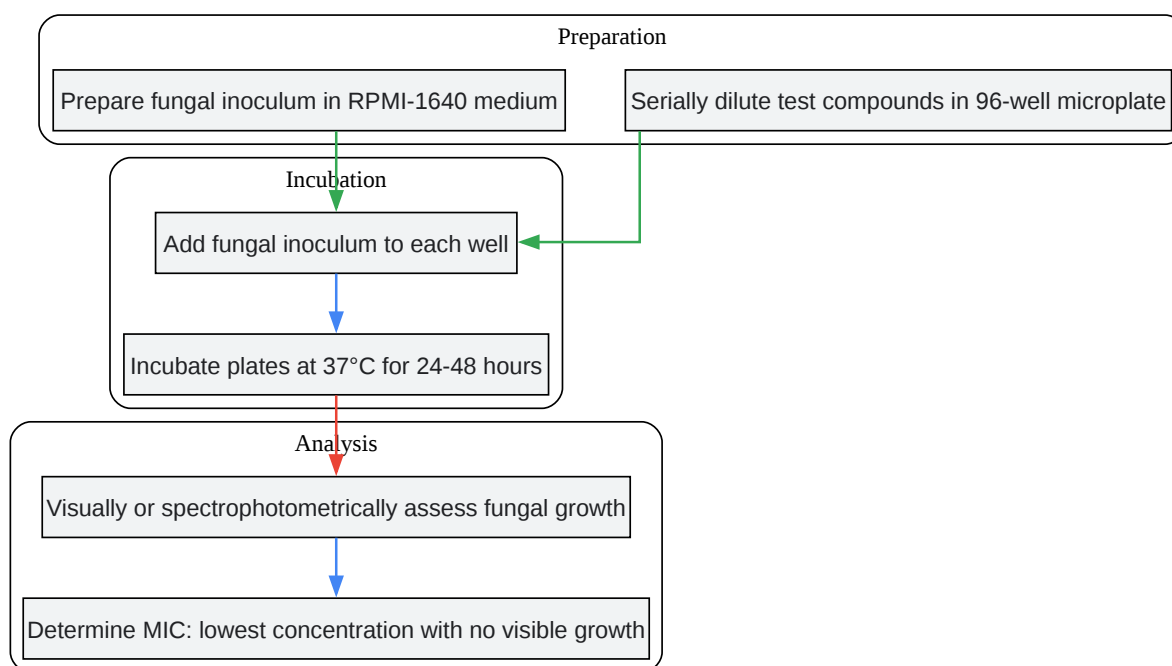 Preparation
Prepare fungal inoculum in RPMI-1640 medium
Serially dilute test compounds in 96-well microplate
Incubation
Add fungal inoculum to each well
Incubate plates at 37°C for 24-48 hours
Analysis
Visually or spectrophotometrically assess fungal growth
Determine MIC: lowest concentration with no visible growth